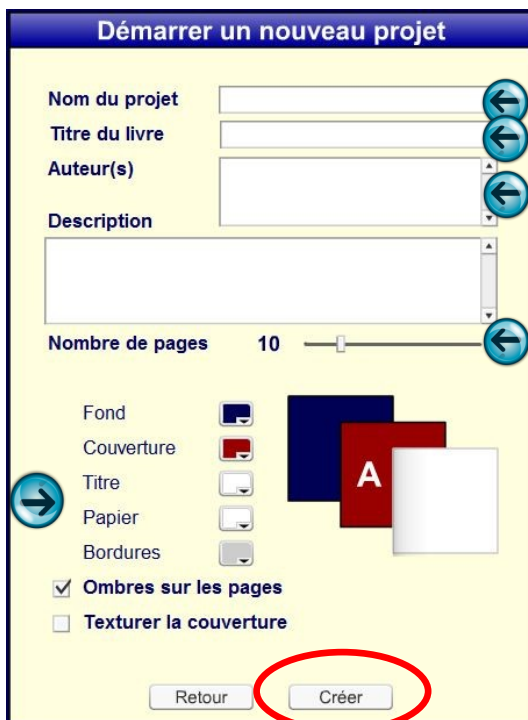 Démarrer un nouveau projet
Nom du projet
Titre du livre
Auteur(s)
Description
Nombre de pages 10
Fond
Couverture
Titre
Papier
Bordures
A
Ombres sur les pages
Texturer la couverture
Retour Créer